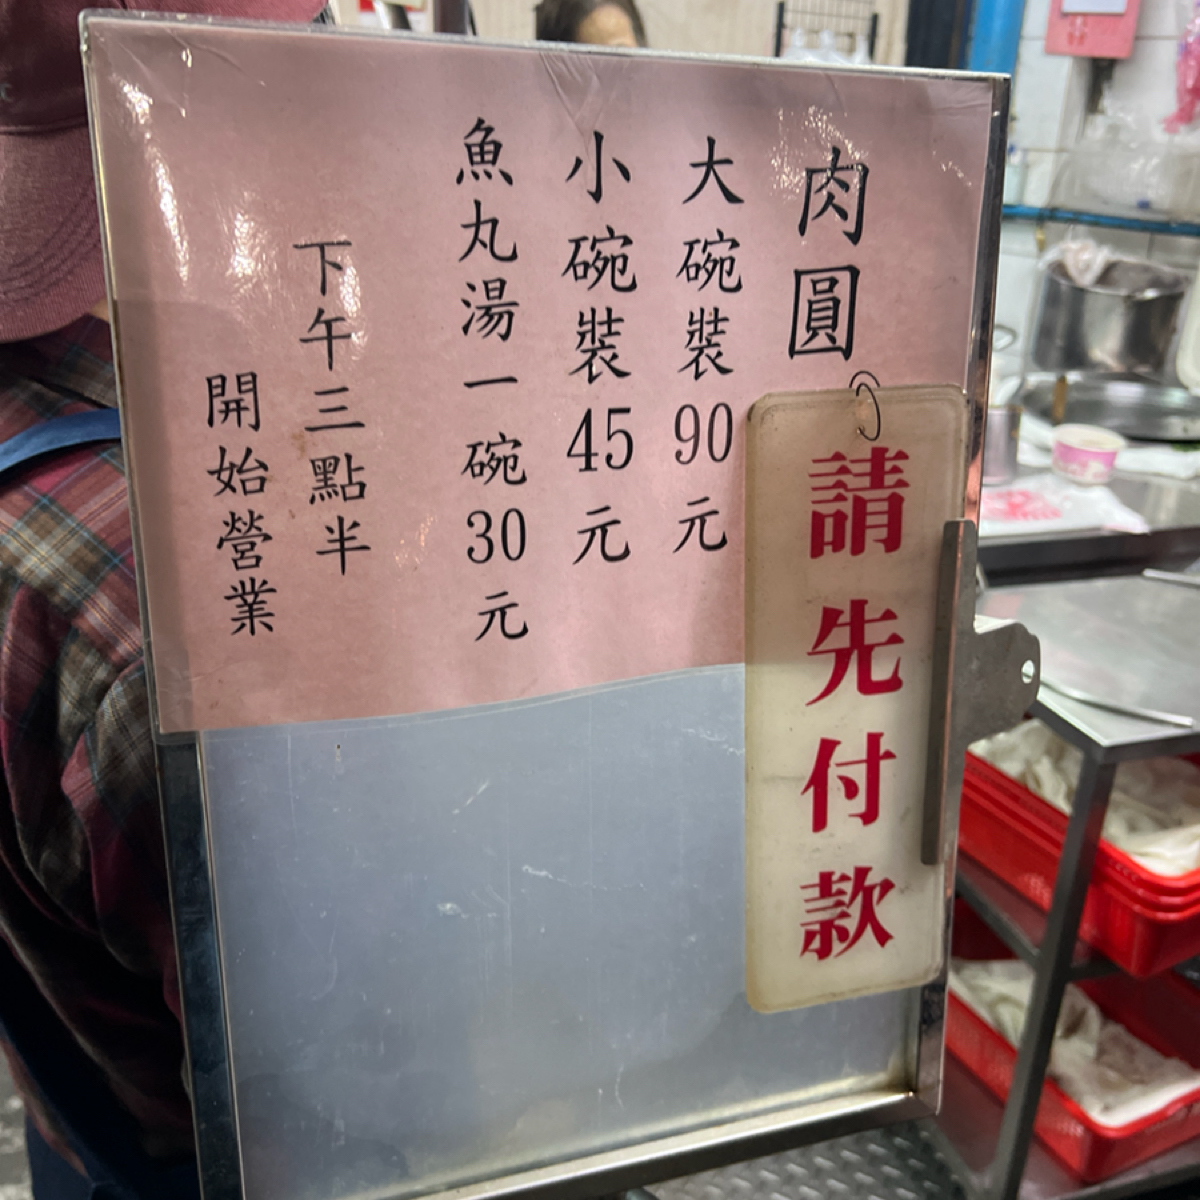 肉圓
大碗裝90元
小碗裝45元
魚丸湯一碗30元
下午三點半
開始營業
請先付款